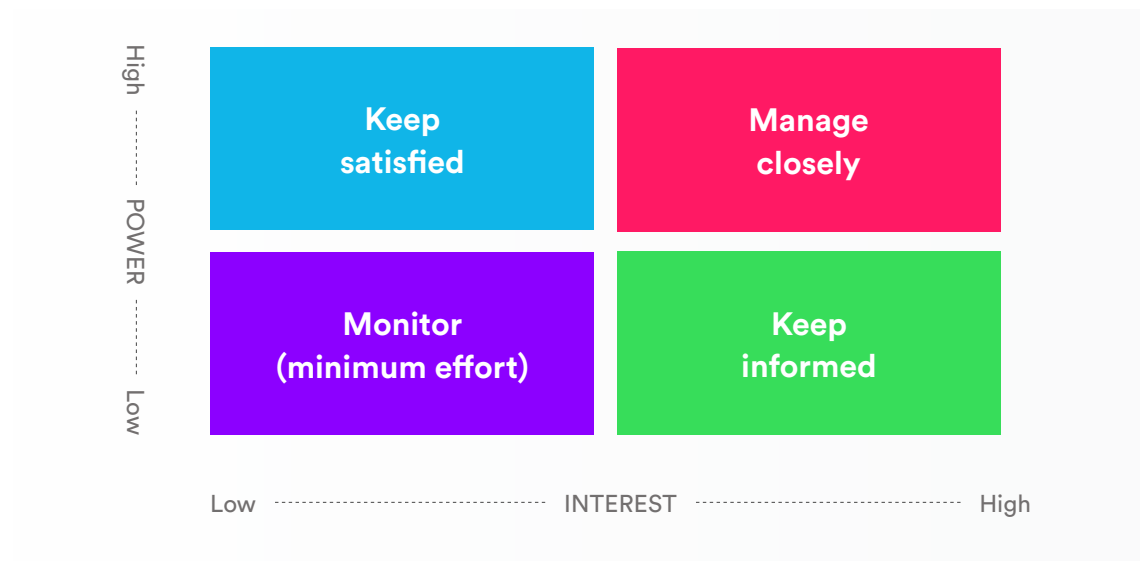 High
POWER
Low
Keep
satisfied
Manage
closely
Monitor
(minimum effort)
Keep
informed
Low
INTEREST
High